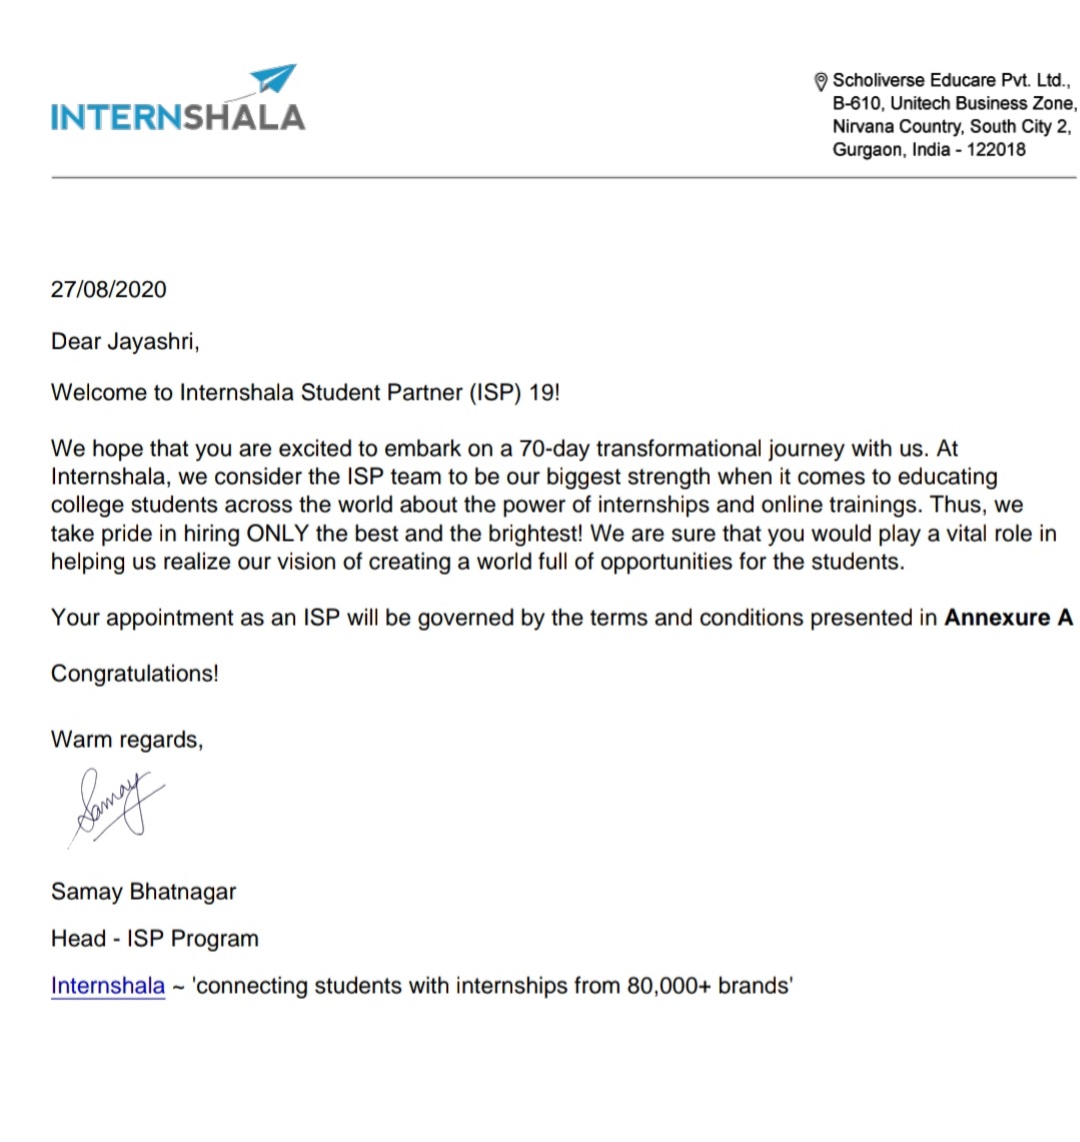 INTERNSHALA
Scholiverse Educare Pvt. Ltd.,
B-610, Unitech Business Zone,
Nirvana Country, South City 2,
Gurgaon, India - 122018
27/08/2020
Dear Jayashri,
Welcome to Internshala Student Partner (ISP) 19!
We hope that you are excited to embark on a 70-day transformational journey with us. At
Internshala, we consider the ISP team to be our biggest strength when it comes to educating
college students across the world about the power of internships and online trainings. Thus, we
take pride in hiring ONLY the best and the brightest! We are sure that you would play a vital role in
helping us realize our vision of creating a world full of opportunities for the students.
Your appointment as an ISP will be governed by the terms and conditions presented in Annexure A
Congratulations!
Warm regards,
Samay
Samay Bhatnagar
Head - ISP Program
Internshala ~ 'connecting students with internships from 80,000+ brands'